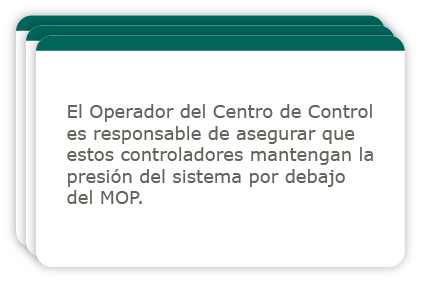 El Operador del Centro de Control
es responsable de asegurar que
estos controladores mantengan la
presión del sistema por debajo
del MOP.